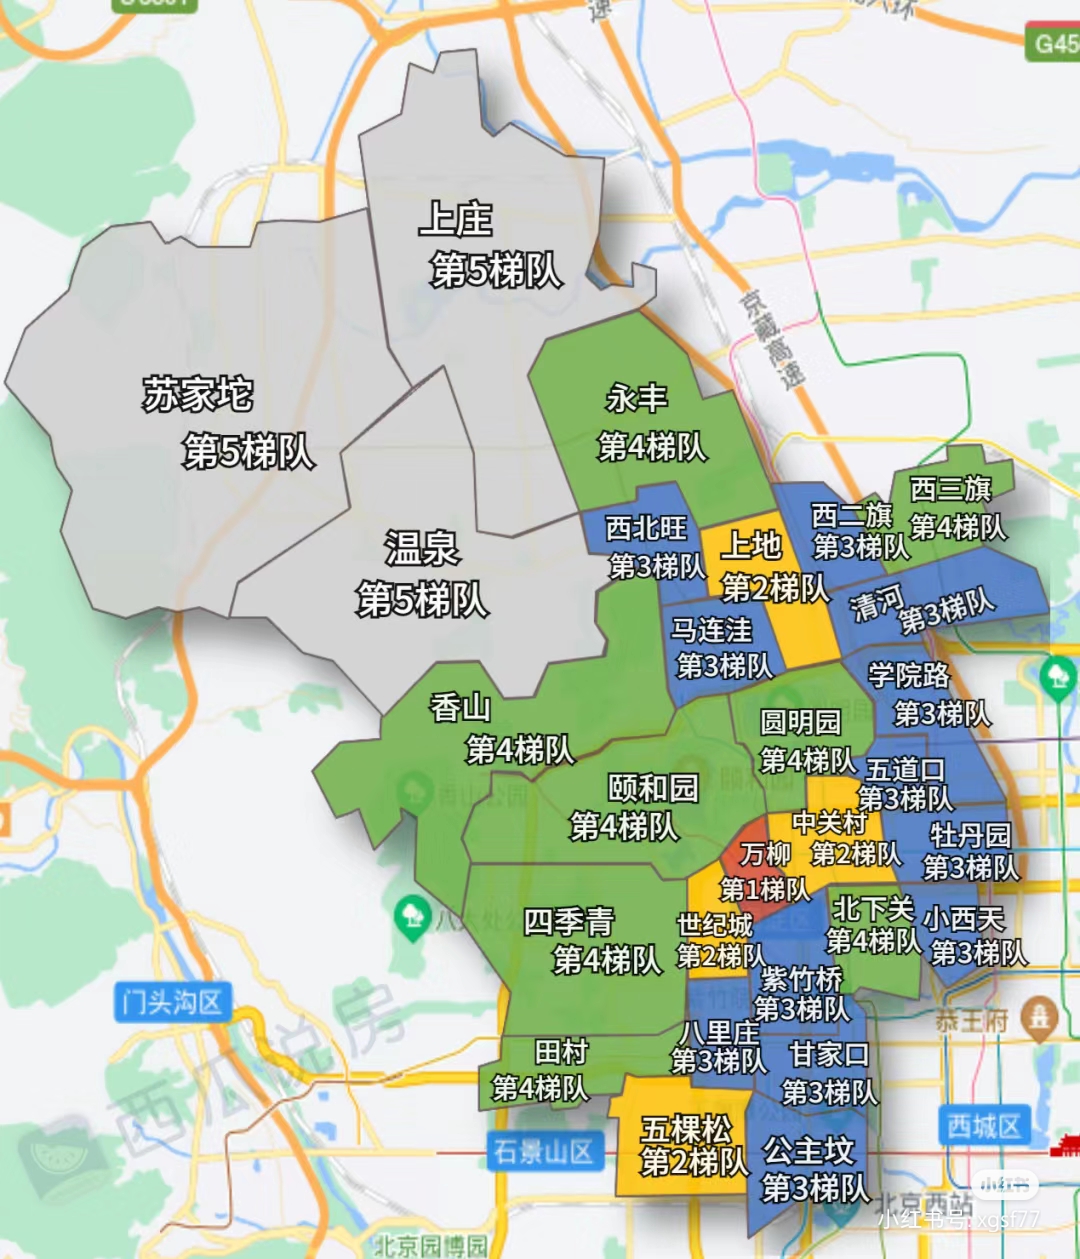 速
G45
上庄
第5梯队
京藏高速
苏家坨
第5梯队
永丰
第4梯队
西三旗
第4梯队
西二旗
第3梯队
西北旺
第3梯队
上地
第2梯队
温泉
第5梯队
清河
第3梯队
马连洼
第3梯队
学院路
第3梯队
香山
第4梯队
圆明园
第4梯队
五道口
第3梯队
颐和园
第4梯队
香山公园
中关村
第2梯队
牡丹园
第3梯队
万柳
第1梯队
四季青
第4梯队
世纪城
第2梯队
北下关
第4梯队
小西天
第3梯队
八大处公
紫竹桥
第3梯队
门头沟区
恭王府
八里庄
第3梯队
甘家口
第3梯队
田村
第4梯队
西瓜说房
五棵松
第2梯队
石景山区
西城区
公主坟
第3梯队
小红书
北京西站
小红书号: xgsf77
北京园博园